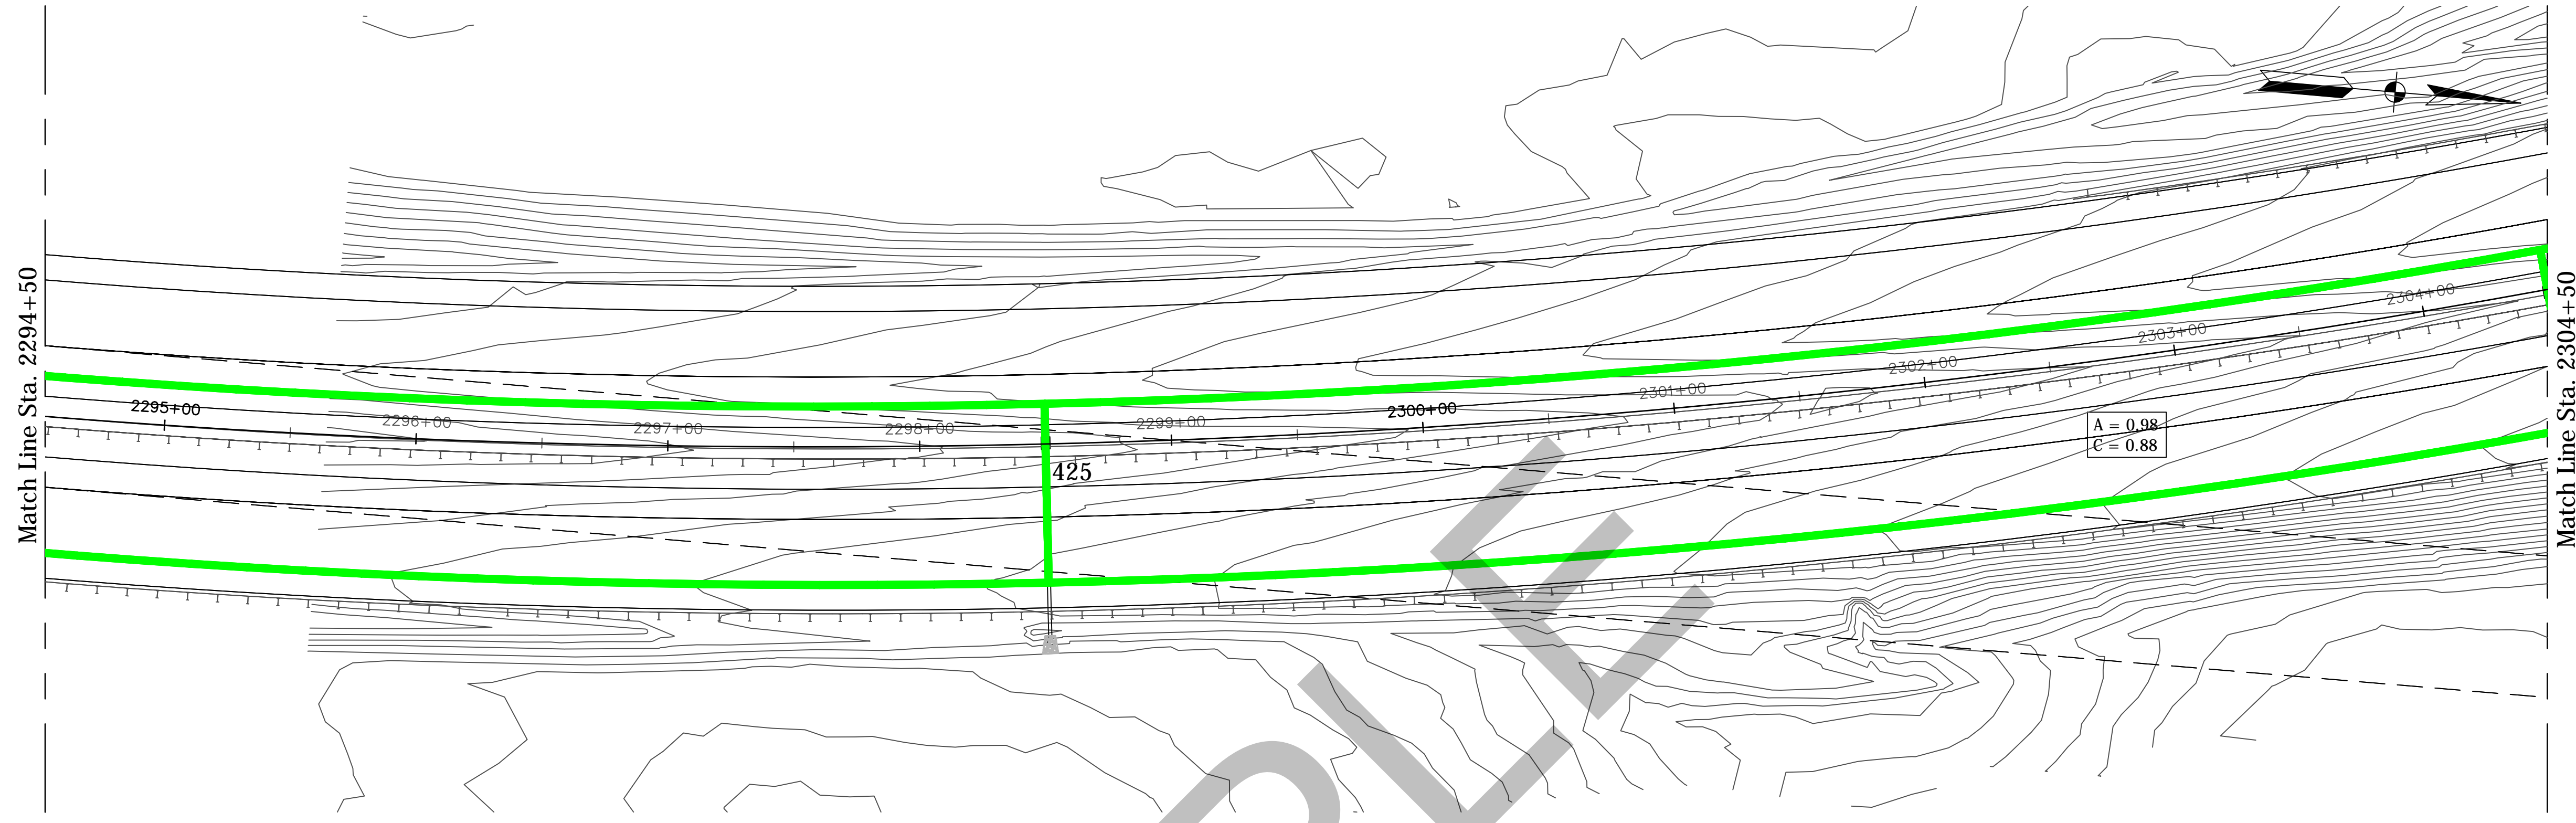 Match Line Sta. 2294+50
2295+00
2296+00
2297+00
2298+00
2299+00
2300+00
2301+00
2302+00
2303+00
2304+00
425
A = 0.98
C = 0.88
Match Line Sta. 2304+50
PLE